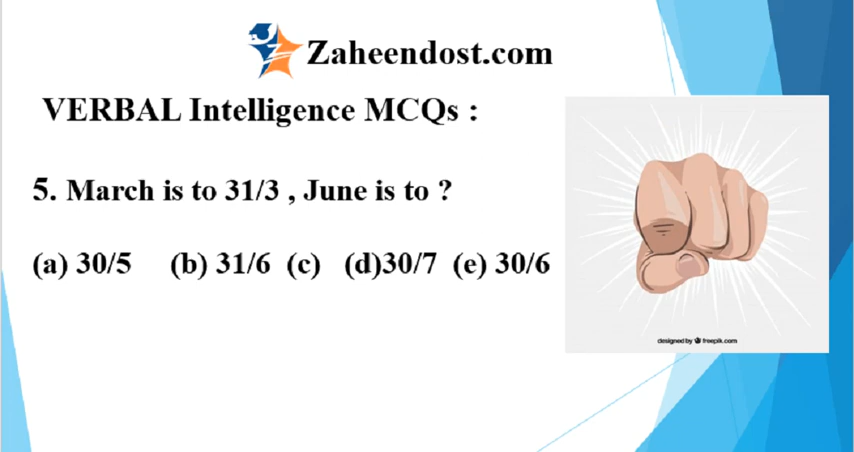 Zaheendost.com
VERBAL Intelligence MCQs :
5. March is to 31/3 , June is to ?
(a) 30/5 (b) 31/6 (c) (d)30/7 (e) 30/6
designed by freepik.com